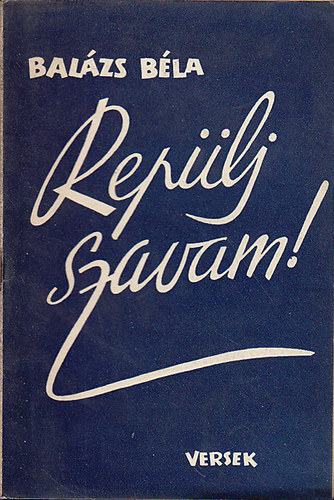 BALÁZS BÉLA
Repülj
szavam!
VERSEK